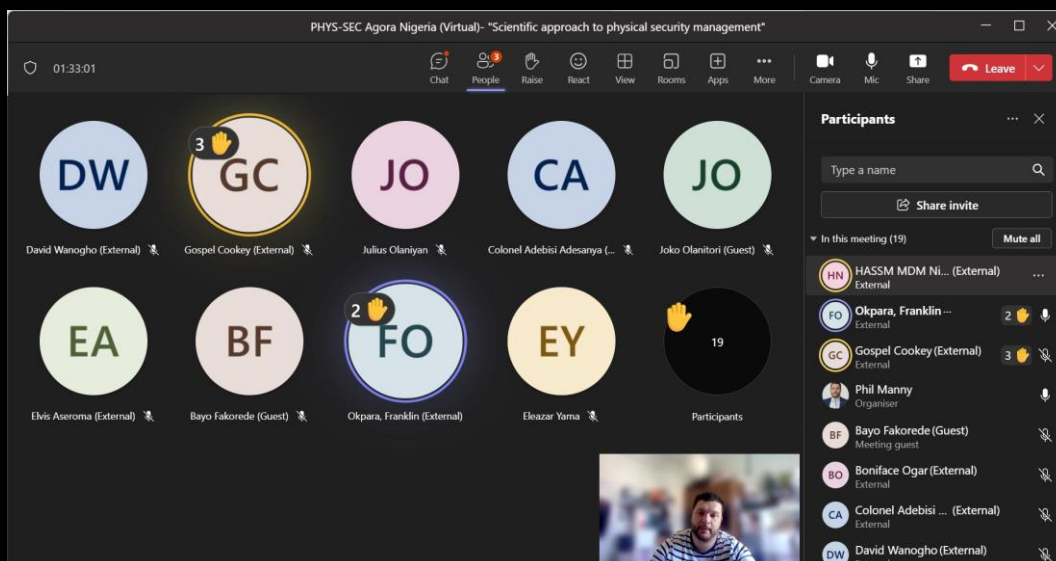 PHYS-SEC Agora Nigeria (Virtual)- "Scientific approach to physical security management"
01:33:01
3
Chat
People
Raise
React
View
Rooms
Apps
More
Camera
Mic
Share
Leave
DW
3
GC
JO
CA
JO
David Wanogho (External)
Gospel Cookey (External)
Julius Olaniyan
Colonel Adebisi Adesanya (...
Joko Olanitori (Guest)
EA
BF
2
FO
EY
19
Elvis Aseroma (External)
Bayo Fakorede (Guest)
Okpara, Franklin (External)
Eleazar Yama
Participants
Participants
Type a name
Share invite
In this meeting (19)
Mute all
HN
HASSM MDM Ni... (External)
External
FO
Okpara, Franklin ...
External
2
GC
Gospel Cookey (External)
External
3
Phil Manny
Organiser
BF
Bayo Fakorede (Guest)
Meeting guest
BO
Boniface Ogar (External)
External
CA
Colonel Adebisi ... (External)
External
DW
David Wanogho (External)